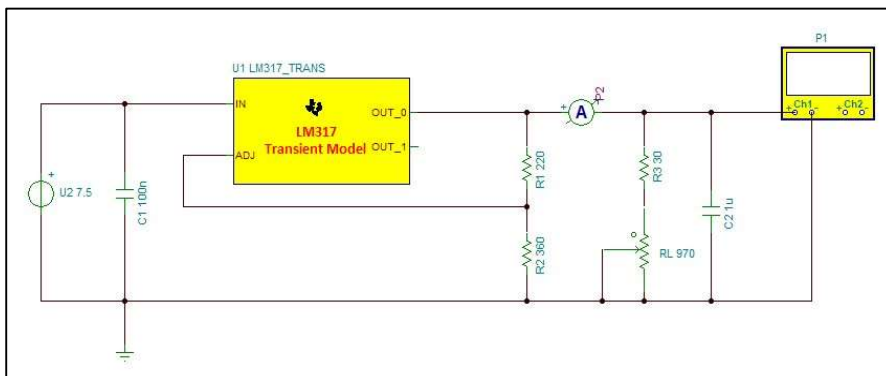 P1
U1 LM317_TRANS
IN
OUT_0
LM317
Transient Model
OUT_1
ADJ
+
A
P2
+ Ch1 -
+ Ch2 -
+
U2 7.5
C1 100n
R1 220
R2 360
R3 30
RL 970
C2 1u